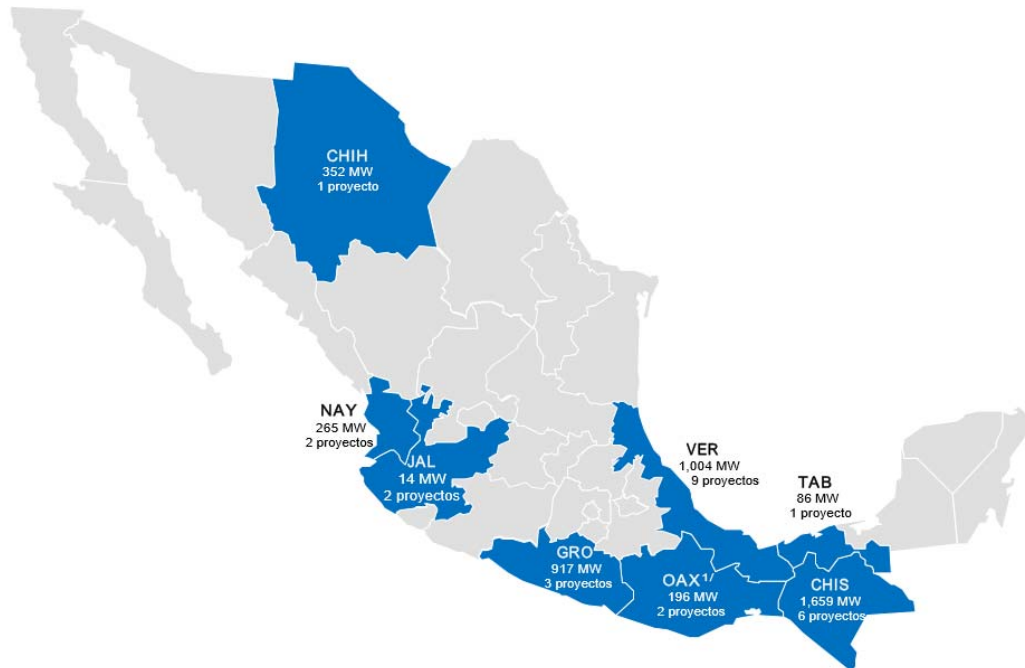 CHIH
352 MW
1 proyecto
NAY
265 MW
2 proyectos
JAL
14 MW
2 proyectos
VER
1,004 MW
9 proyectos
TAB
86 MW
1 proyecto
GRO
917 MW
3 proyectos
OAX 1/
196 MW
2 proyectos
CHIS
1,659 MW
6 proyectos